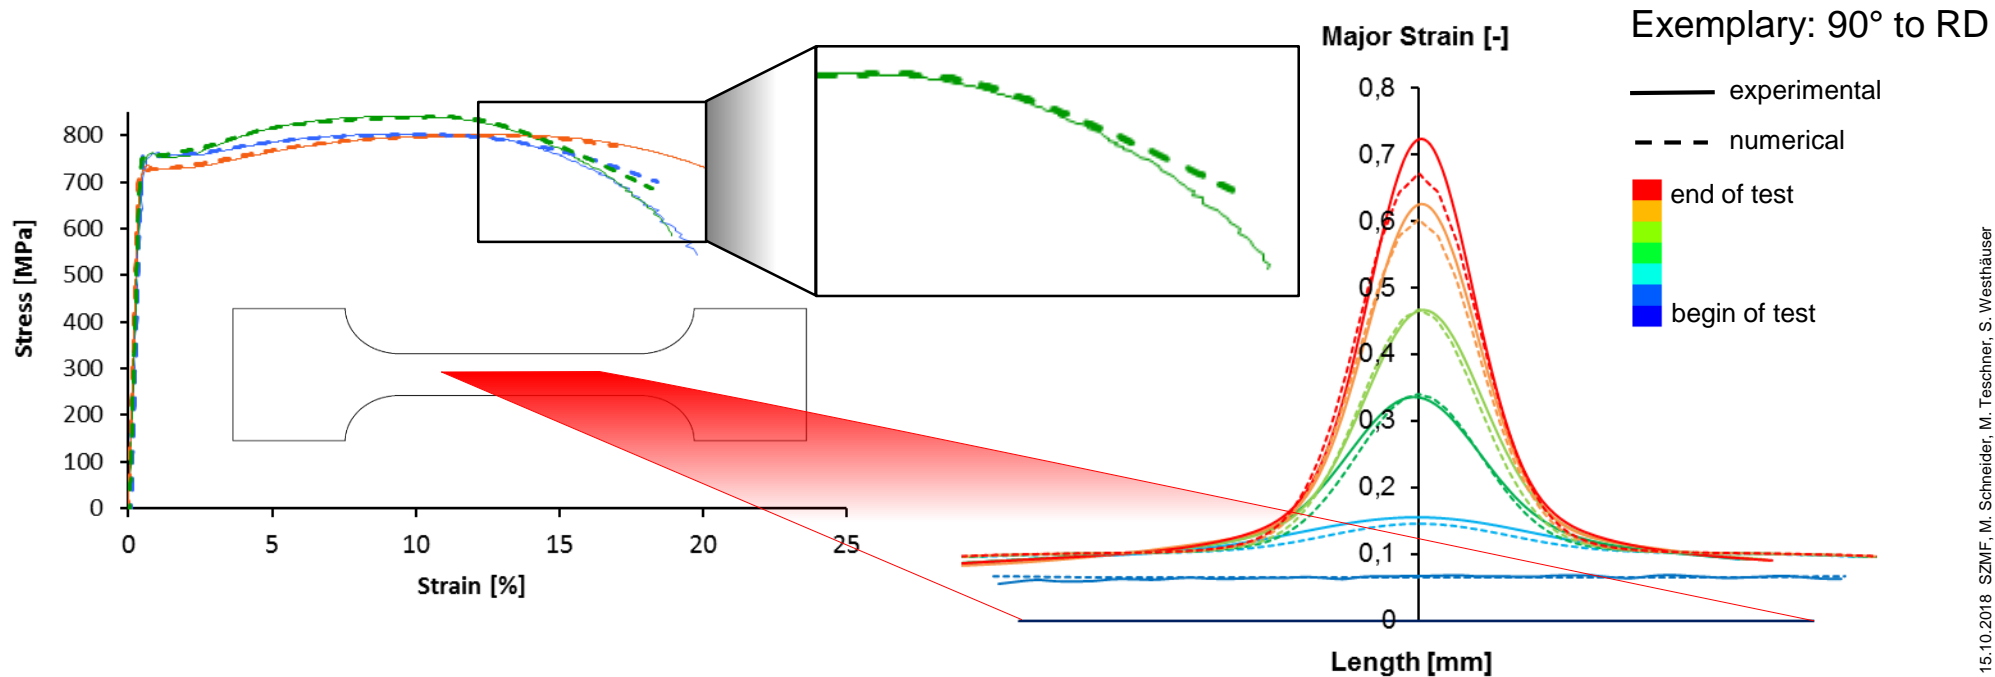 Exemplary: 90° to RD
experimental
numerical
end of test
begin of test
Stress [MPa]
800
700
600
500
400
300
200
100
0
0
5
10
15
20
25
Strain [%]
Major Strain [-]
0,8
0,7
0,6
0,5
0,4
0,3
0,2
0,1
0
Length [mm]
15.10.2018 SZMF, M. Schneider, M. Teschner, S. Westhäuser